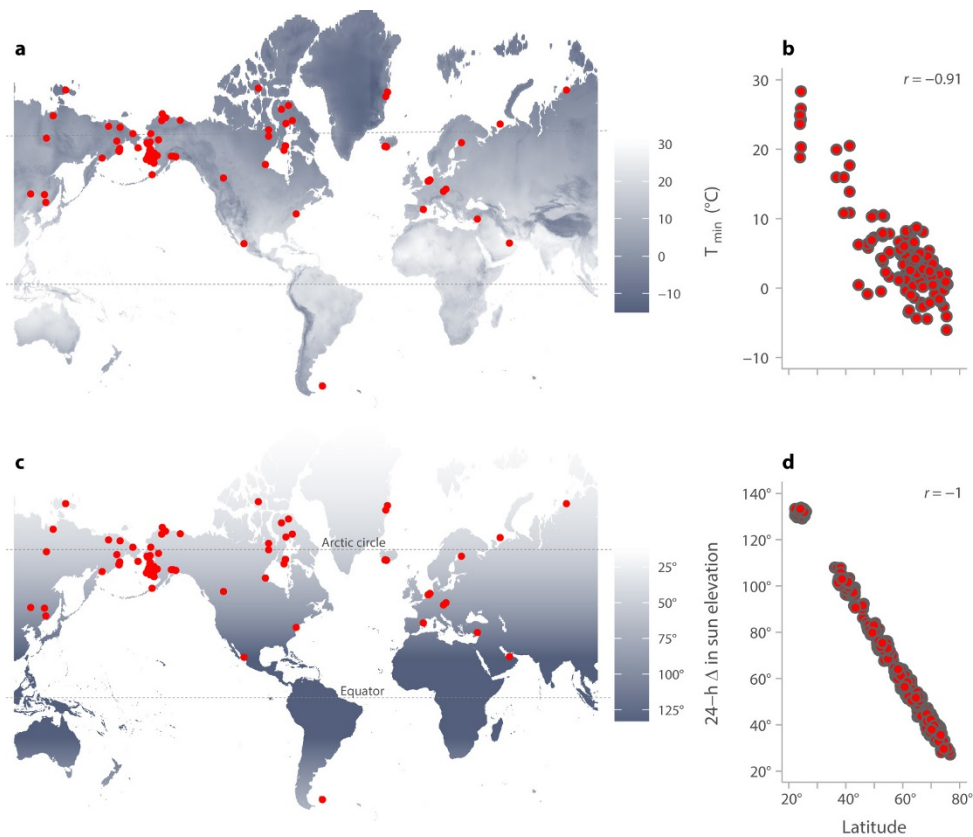 a
30
20
10
0
−10
b
r = −0.91
T min (°C)
30
20
10
0
−10
c
Arctic circle
Equator
25°
50°
75°
100°
125°
d
r = −1
24−h Δ in sun elevation
140°
120°
100°
80°
60°
40°
20°
20° 40° 60° 80°
Latitude